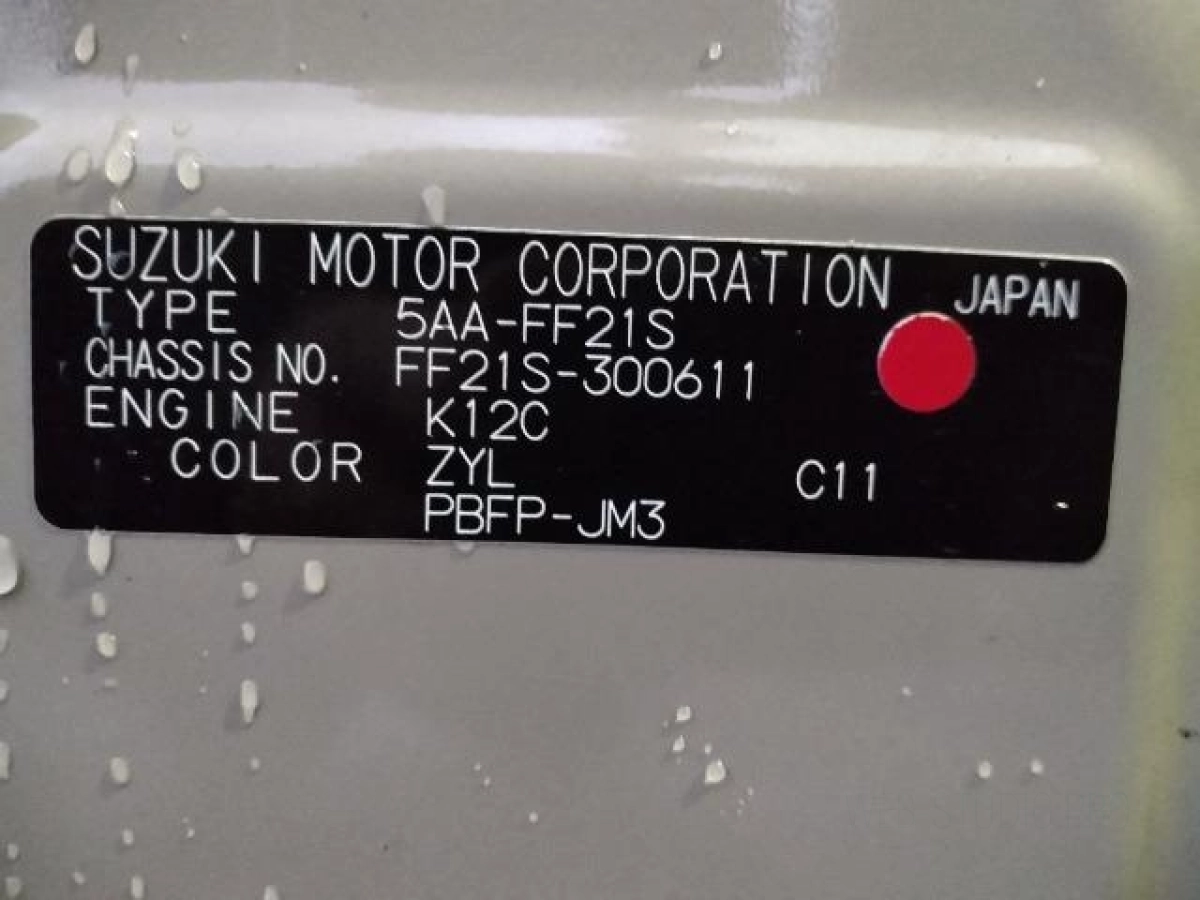 SUZUKI MOTOR CORPORATION JAPAN
TYPE 5AA-FF21S
CHASSIS NO. FF21S-300611
ENGINE K12C
COLOR ZYL C11
PBFP-JM3